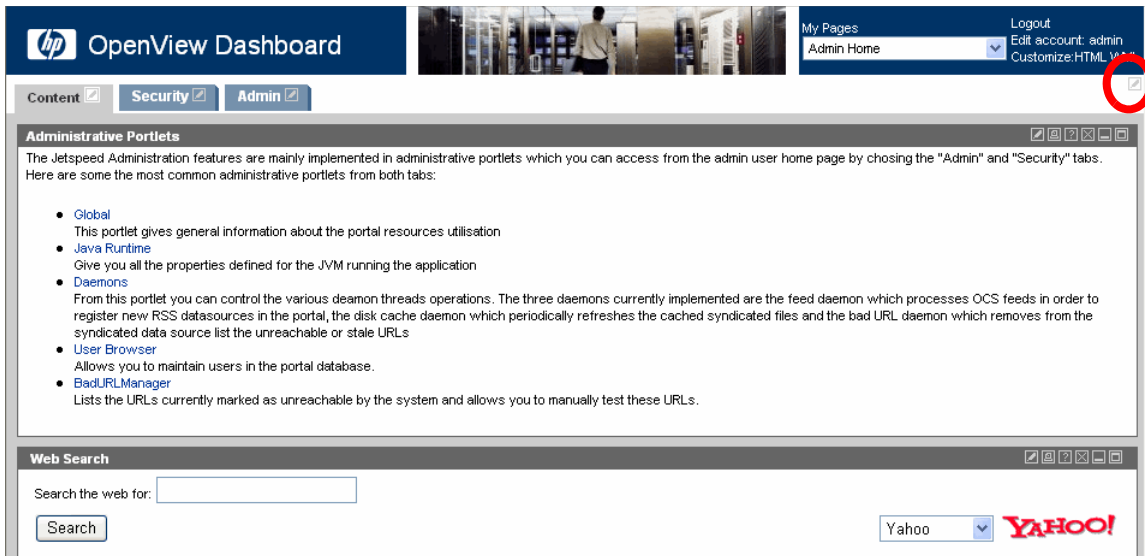 hp OpenView Dashboard
My Pages
Admin Home
Logout
Edit account: admin
Customize:HTML
Content Security Admin
Administrative Portlets
The Jetspeed Administration features are mainly implemented in administrative portlets which you can access from the admin user home page by chosing the "Admin" and "Security" tabs.
Here are some the most common administrative portlets from both tabs:
Global
This portlet gives general information about the portal resources utilisation
Java Runtime
Give you all the properties defined for the JVM running the application
Daemons
From this portlet you can control the various deamon threads operations. The three daemons currently implemented are the feed daemon which processes OCS feeds in order to
register new RSS datasources in the portal, the disk cache daemon which periodically refreshes the cached syndicated files and the bad URL daemon which removes from the
syndicated data source list the unreachable or stale URLs
User Browser
Allows you to maintain users in the portal database.
BadURLManager
Lists the URLs currently marked as unreachable by the system and allows you to manually test these URLs.
Web Search
Search the web for:
Search
Yahoo
YAHOO!